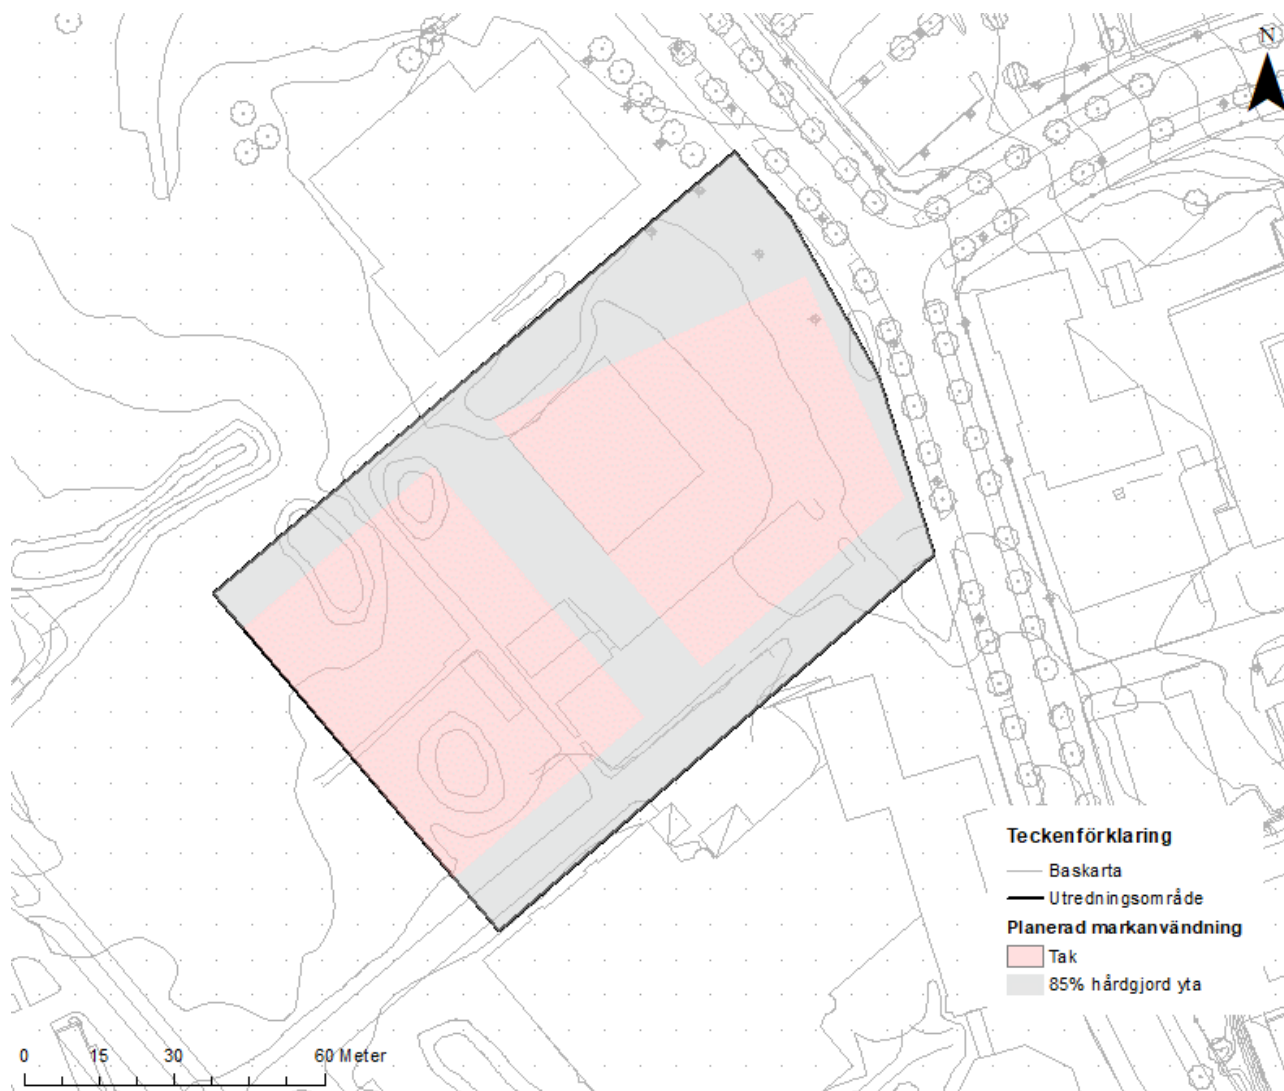 N
Teckenförklaring
Baskarta
Utredningsområde
Planerad markanvändning
Tak
85% hårdgjord yta
0 15 30 60 Meter